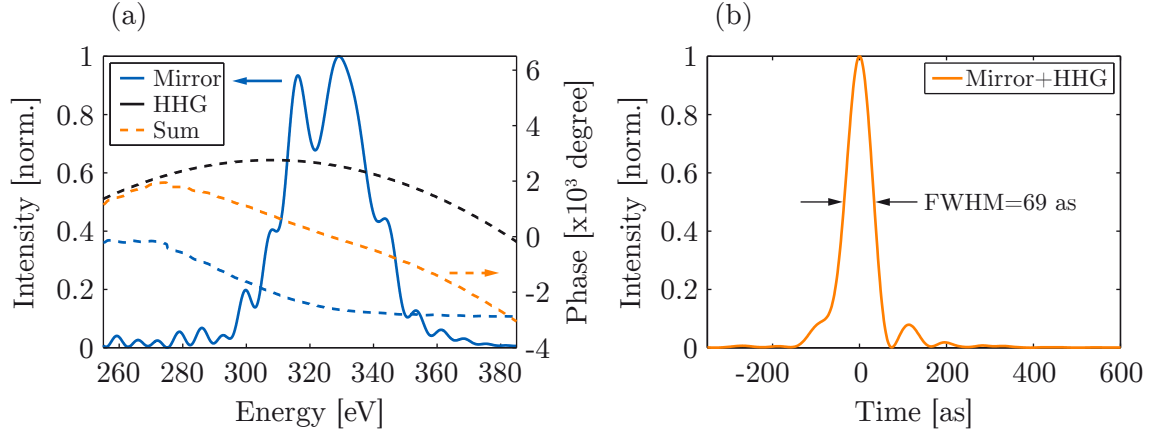 (a)
Intensity [norm.]
1
0.8
0.6
0.4
0.2
0
Mirror
HHG
Sum
6
4
2
0
-2
-4
Phase [x10³ degree]
260 280 300 320 340 360 380
Energy [eV]
(b)
Intensity [norm.]
1
0.8
0.6
0.4
0.2
0
Mirror+HHG
FWHM=69 as
-200 0 200 400 600
Time [as]